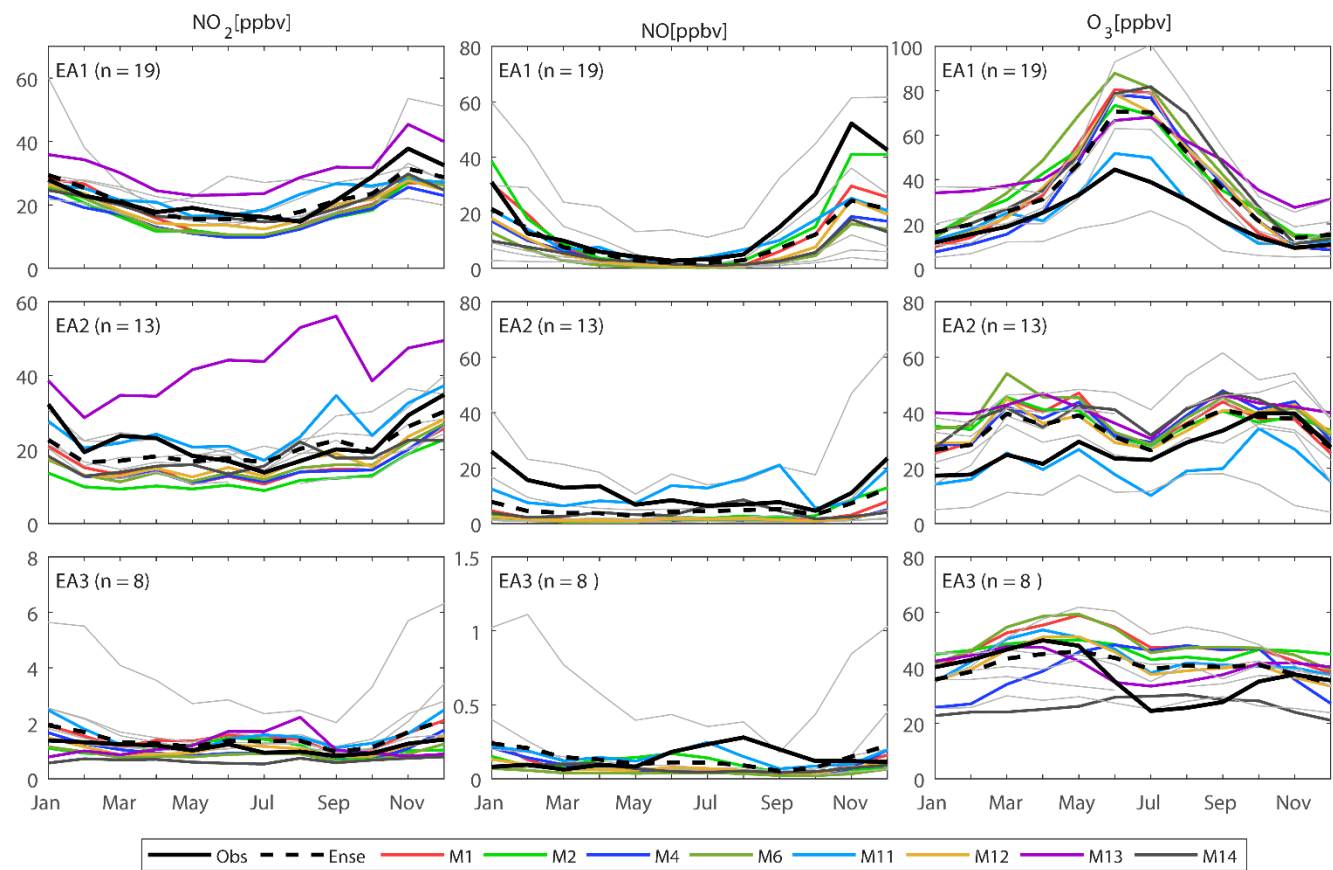 NO2[ppbv] NO[ppbv] O3[ppbv]
EA1 (n = 19) EA1 (n = 19) EA1 (n = 19)
60 40 20 0
80 60 40 20 0
100 80 60 40 20 0
EA2 (n = 13) EA2 (n = 13) EA2 (n = 13)
60 40 20 0
80 60 40 20 0
80 60 40 20 0
EA3 (n = 8) EA3 (n = 8 ) EA3 (n = 8 )
8 6 4 2 0
1.5 1 0.5 0
80 60 40 20
Jan Mar May Jul Sep Nov Jan Mar May Jul Sep Nov Jan Mar May Jul Sep Nov
Obs Ense M1 M2 M4 M6 M11 M12 M13 M14